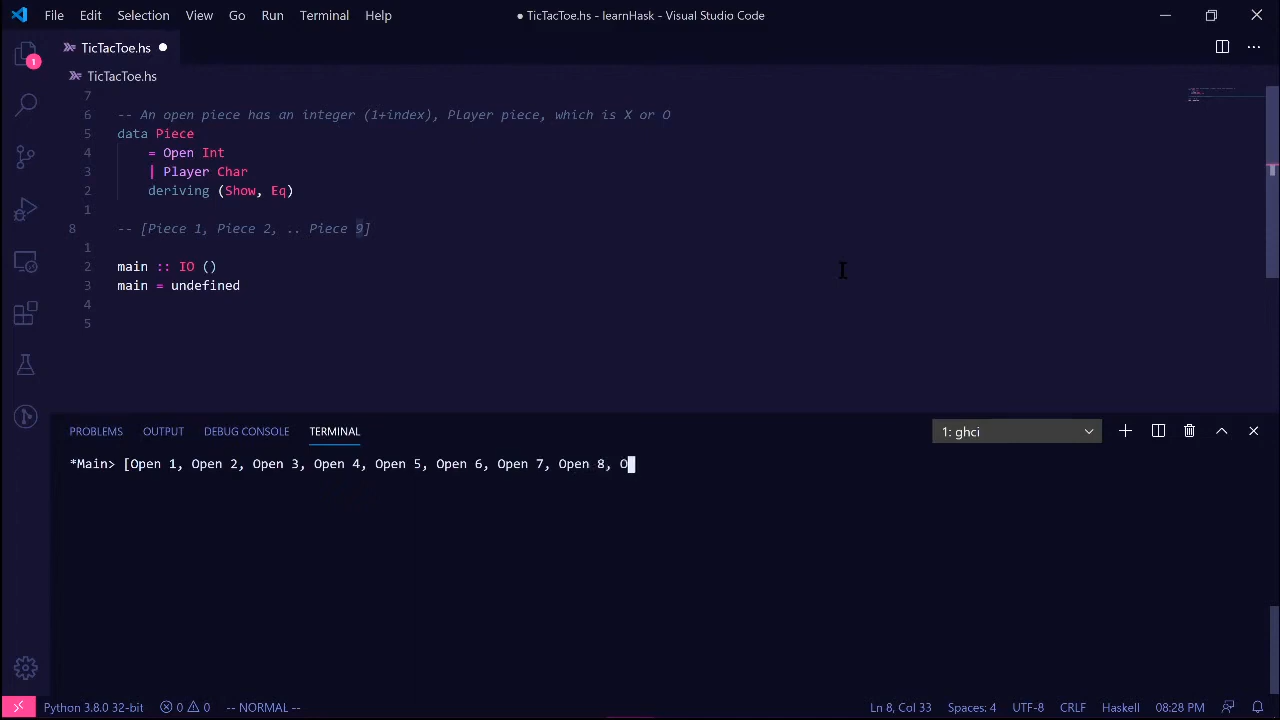 File Edit Selection View Go Run Terminal Help ● TicTacToe.hs - learnHask - Visual Studio Code
TicTacToe.hs ●
TicTacToe.hs
1
7
6 -- An open piece has an integer (1+index), PLayer piece, which is X or O
5 data Piece
4 = Open Int
3 | Player Char
2 deriving (Show, Eq)
1
8 -- [Piece 1, Piece 2, .. Piece 9]
1
2 main :: IO ()
3 main = undefined
4
5
PROBLEMS OUTPUT DEBUG CONSOLE TERMINAL 1: ghci
*Main> [Open 1, Open 2, Open 3, Open 4, Open 5, Open 6, Open 7, Open 8, O
Python 3.8.0 32-bit 0 0 -- NORMAL -- Ln 8, Col 33 Spaces: 4 UTF-8 CRLF Haskell 08:28 PM